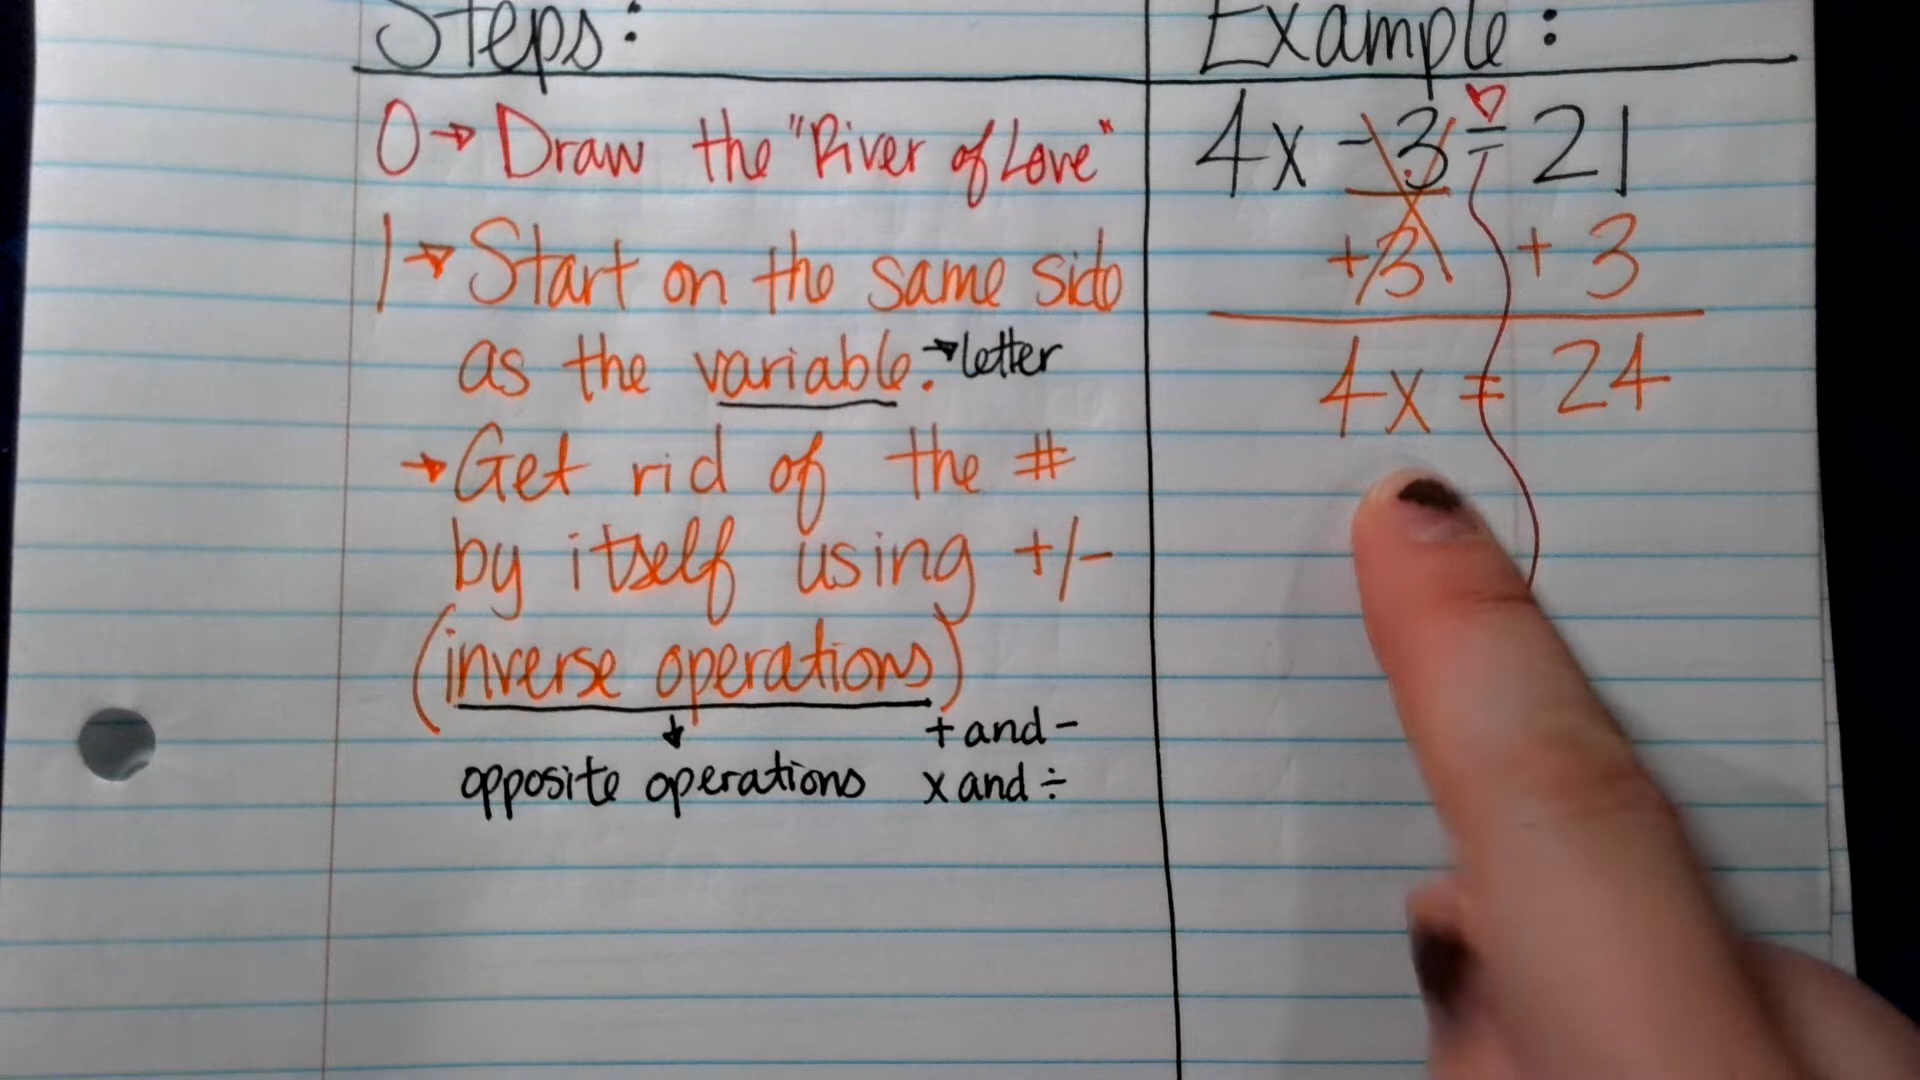 Steps:
0→ Draw the "River of Love"
1→ Start on the same side
as the variable. → letter
→ Get rid of the #
by itself using +/-
(inverse operations)
+ and -
opposite operations x and ÷
Example:
4x - 3 = 21
+3 + 3
4x = 24